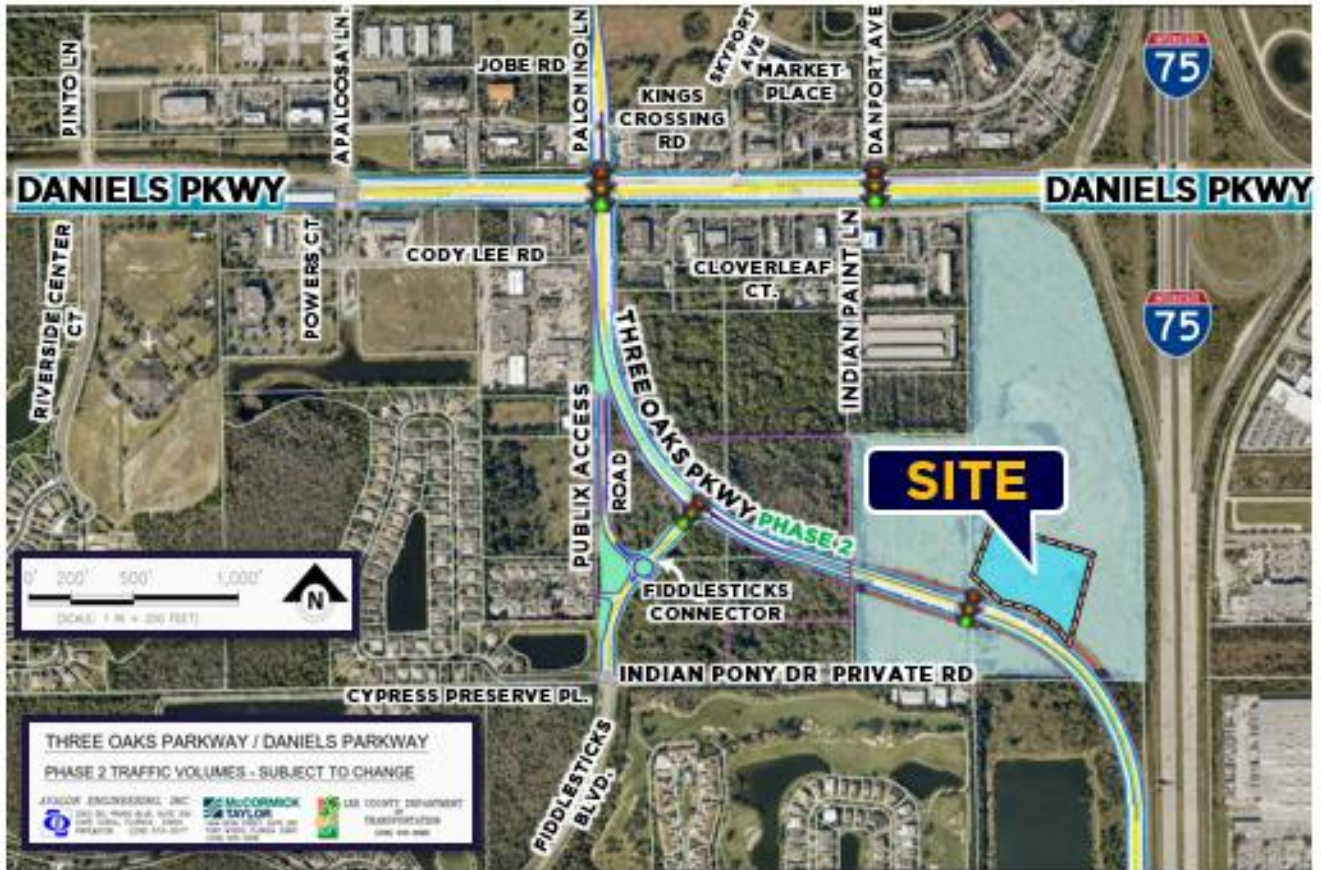 PINTO LN
APALOOSA LN.
JOBE RD
PALOMINO LN
KINGS
CROSSING
RD
SKYPORT
AVE
MARKET
PLACE
DANPORT AVE
INTERSTATE
75
DANIELS PKWY
DANIELS PKWY
RIVERSIDE CENTER
CT
POWERS CT
CODY LEE RD
CLOVERLEAF
CT.
INDIAN PAINT LN
INTERSTATE
75
THREE OAKS PKWY PHASE 2
PUBLIX ACCESS
ROAD
SITE
FIDDLESTICKS
CONNECTOR
0' 200' 500' 1,000'
N
INDIAN PONY DR PRIVATE RD
CYPRESS PRESERVE PL.
FIDDLESTICKS
BLVD.
THREE OAKS PARKWAY / DANIELS PARKWAY
PHASE 2 TRAFFIC VOLUMES - SUBJECT TO CHANGE
AVALON ENGINEERING, INC
McCORMICK
TAYLOR
LEE COUNTY DEPARTMENT
OF
TRANSPORTATION